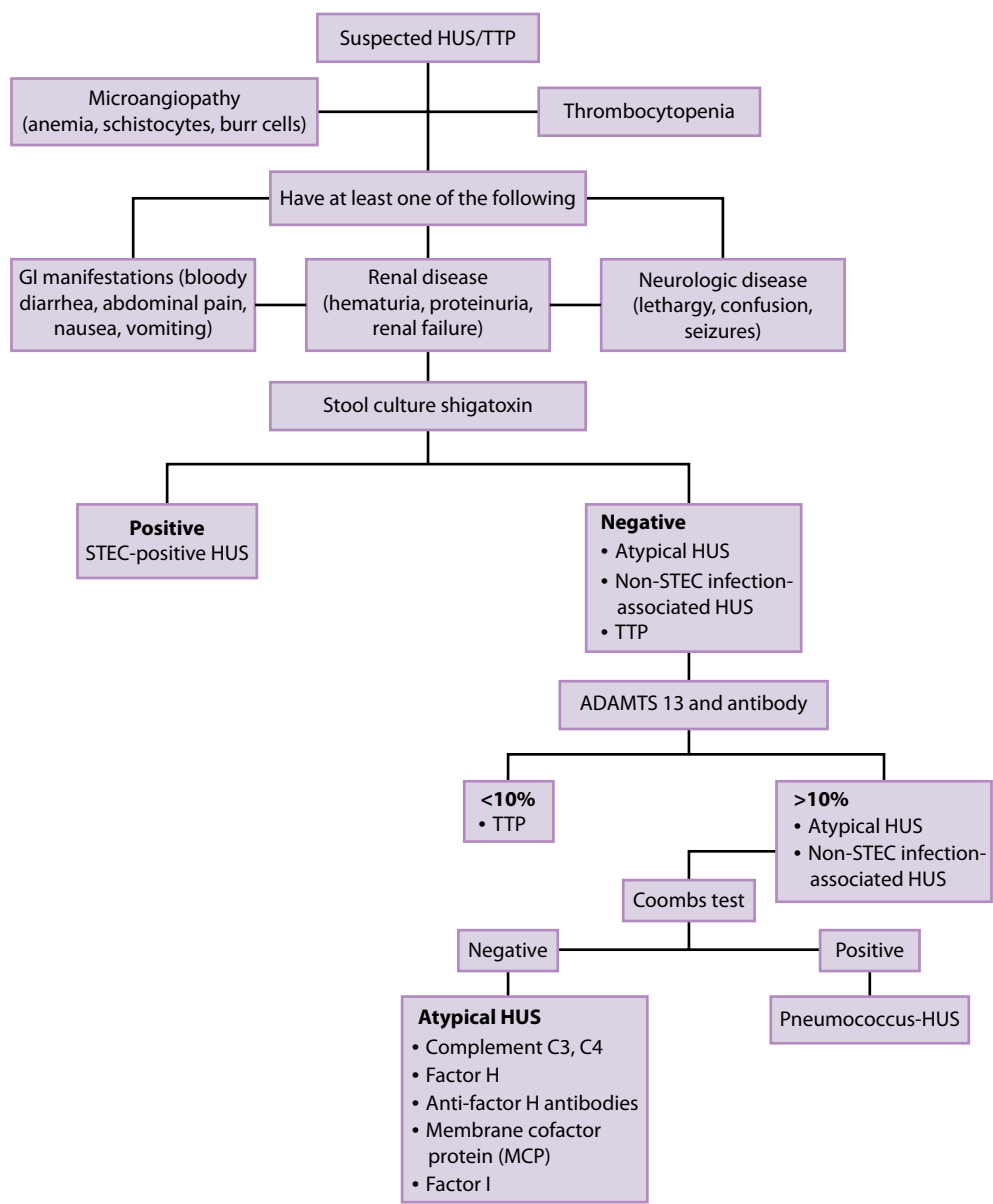 Suspected HUS/TTP
Microangiopathy
(anemia, schistocytes, burr cells)
Thrombocytopenia
Have at least one of the following
GI manifestations (bloody
diarrhea, abdominal pain,
nausea, vomiting)
Renal disease
(hematuria, proteinuria,
renal failure)
Neurologic disease
(lethargy, confusion,
seizures)
Stool culture shigatoxin
Positive
STEC-positive HUS
Negative
• Atypical HUS
• Non-STEC infection-
associated HUS
• TTP
ADAMTS 13 and antibody
<10%
• TTP
>10%
• Atypical HUS
• Non-STEC infection-
associated HUS
Coombs test
Negative
Positive
Atypical HUS
• Complement C3, C4
• Factor H
• Anti-factor H antibodies
• Membrane cofactor
protein (MCP)
• Factor I
Pneumococcus-HUS